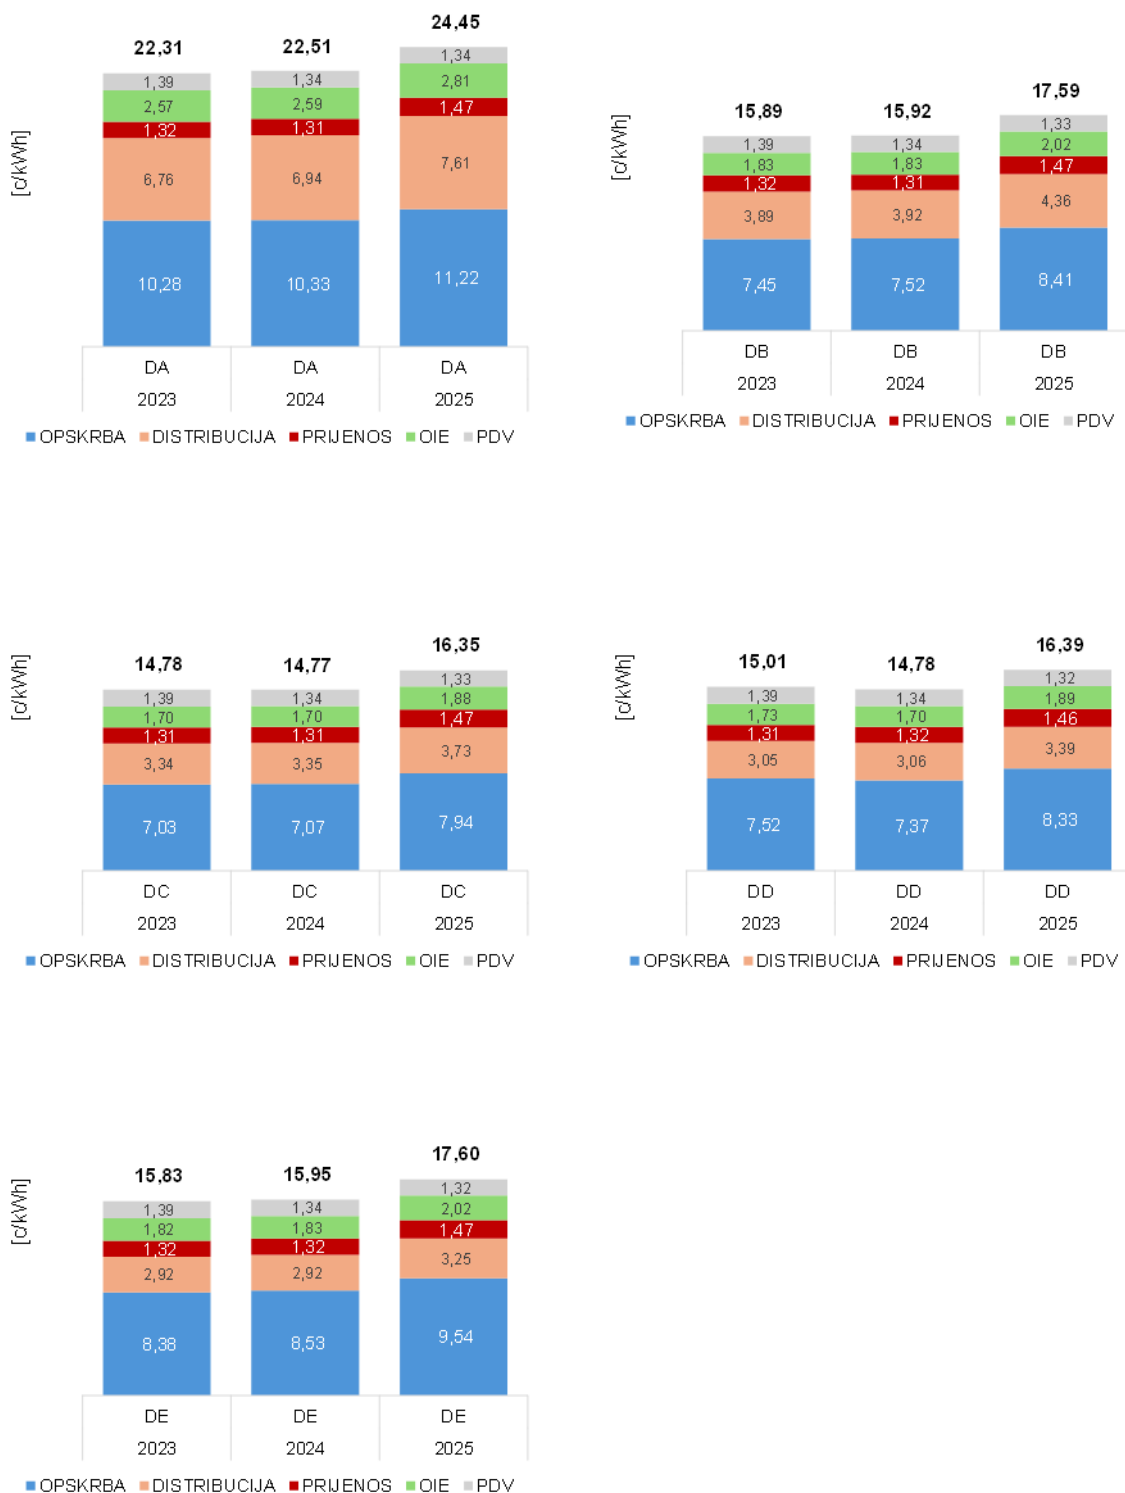 [c/kWh]
22,31 22,51 24,45
1,39 1,34 1,34
2,57 2,59 2,81
1,32 1,31 1,47
6,76 6,94 7,61
10,28 10,33 11,22
DA DA DA
2023 2024 2025
OPSKRBA DISTRIBUCIJA PRIJENOS OIE PDV
[c/kWh]
15,89 15,92 17,59
1,39 1,34 1,33
1,83 1,83 2,02
1,32 1,31 1,47
3,89 3,92 4,36
7,45 7,52 8,41
DB DB DB
2023 2024 2025
OPSKRBA DISTRIBUCIJA PRIJENOS OIE PDV
[c/kWh]
14,78 14,77 16,35
1,39 1,34 1,33
1,70 1,70 1,88
1,31 1,31 1,47
3,34 3,35 3,73
7,03 7,07 7,94
DC DC DC
2023 2024 2025
OPSKRBA DISTRIBUCIJA PRIJENOS OIE PDV
[c/kWh]
15,01 14,78 16,39
1,39 1,34 1,32
1,73 1,70 1,89
1,31 1,32 1,46
3,05 3,06 3,39
7,52 7,37 8,33
DD DD DD
2023 2024 2025
OPSKRBA DISTRIBUCIJA PRIJENOS OIE PDV
[c/kWh]
15,83 15,95 17,60
1,39 1,34 1,32
1,82 1,83 2,02
1,32 1,32 1,47
2,92 2,92 3,25
8,38 8,53 9,54
DE DE DE
2023 2024 2025
OPSKRBA DISTRIBUCIJA PRIJENOS OIE PDV